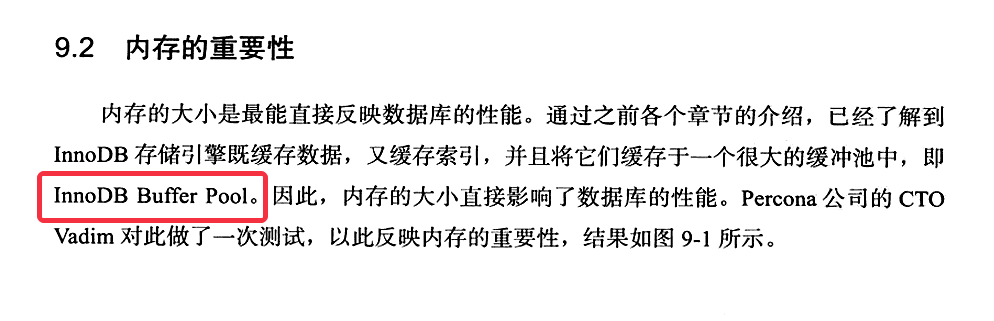 9.2 内存的重要性
内存的大小是最能直接反映数据库的性能。通过之前各个章节的介绍，已经了解到
InnoDB 存储引擎既缓存数据，又缓存索引，并且将它们缓存于一个很大的缓冲池中，即
InnoDB Buffer Pool。因此，内存的大小直接影响了数据库的性能。Percona 公司的 CTO
Vadim 对此做了一次测试，以此反映内存的重要性，结果如图 9-1 所示。